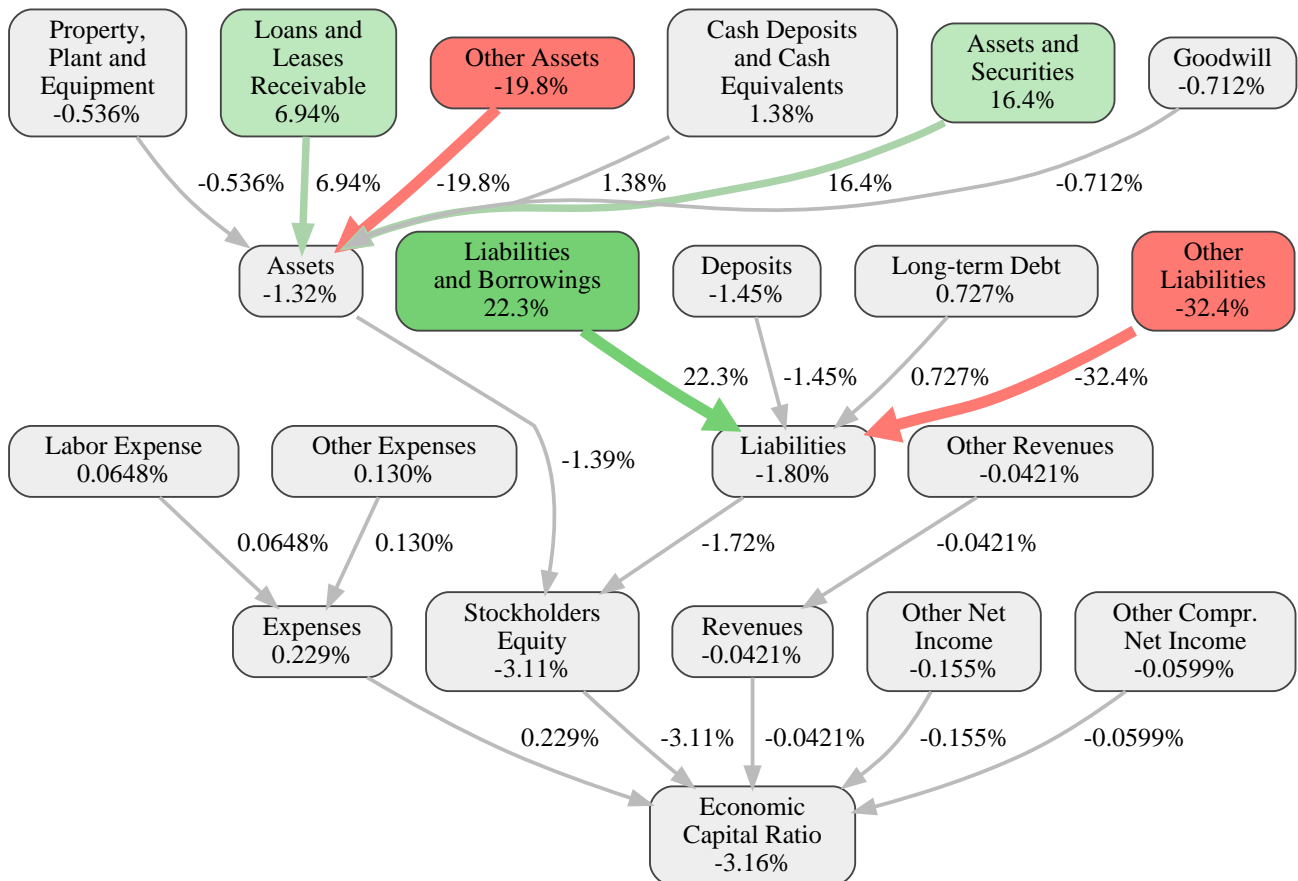 Property,
Plant and
Equipment
-0.536%
Loans and
Leases
Receivable
6.94%
Other Assets
-19.8%
Cash Deposits
and Cash
Equivalents
1.38%
Assets and
Securities
16.4%
Goodwill
-0.712%
-0.536%
6.94%
-19.8%
1.38%
16.4%
-0.712%
Assets
-1.32%
Liabilities
and Borrowings
22.3%
Deposits
-1.45%
Long-term Debt
0.727%
Other
Liabilities
-32.4%
22.3%
-1.45%
0.727%
-32.4%
Labor Expense
0.0648%
Other Expenses
0.130%
-1.39%
Liabilities
-1.80%
Other Revenues
-0.0421%
0.0648%
0.130%
-1.72%
-0.0421%
Expenses
0.229%
Stockholders
Equity
-3.11%
Revenues
-0.0421%
Other Net
Income
-0.155%
Other Compr.
Net Income
-0.0599%
0.229%
-3.11%
-0.0421%
-0.155%
-0.0599%
Economic
Capital Ratio
-3.16%